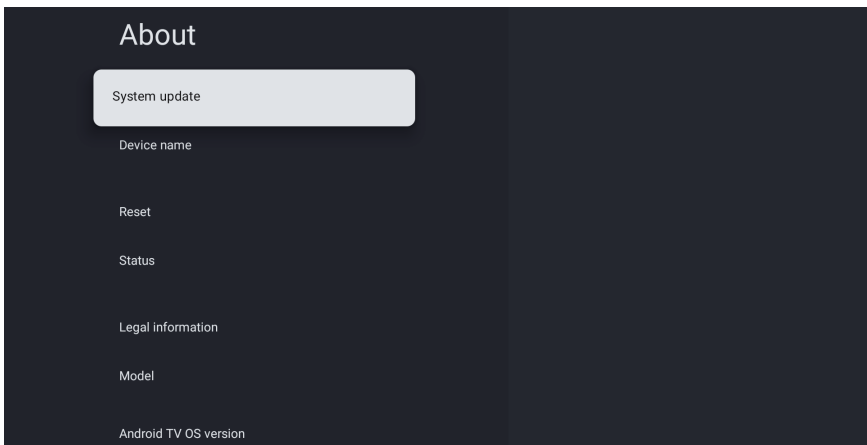 About
System update
Device name
Reset
Status
Legal information
Model
Android TV OS version